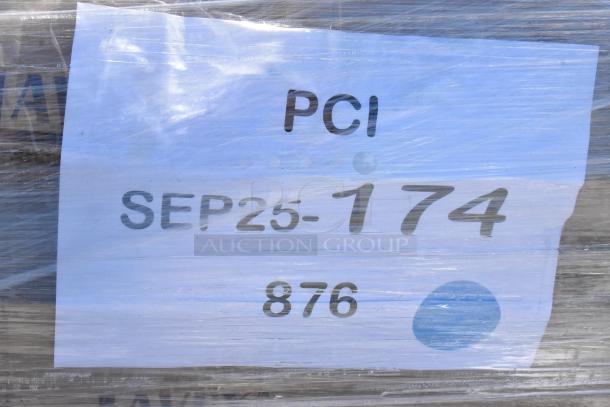 PCI
SEP25-174
AUCTION GROUP
876